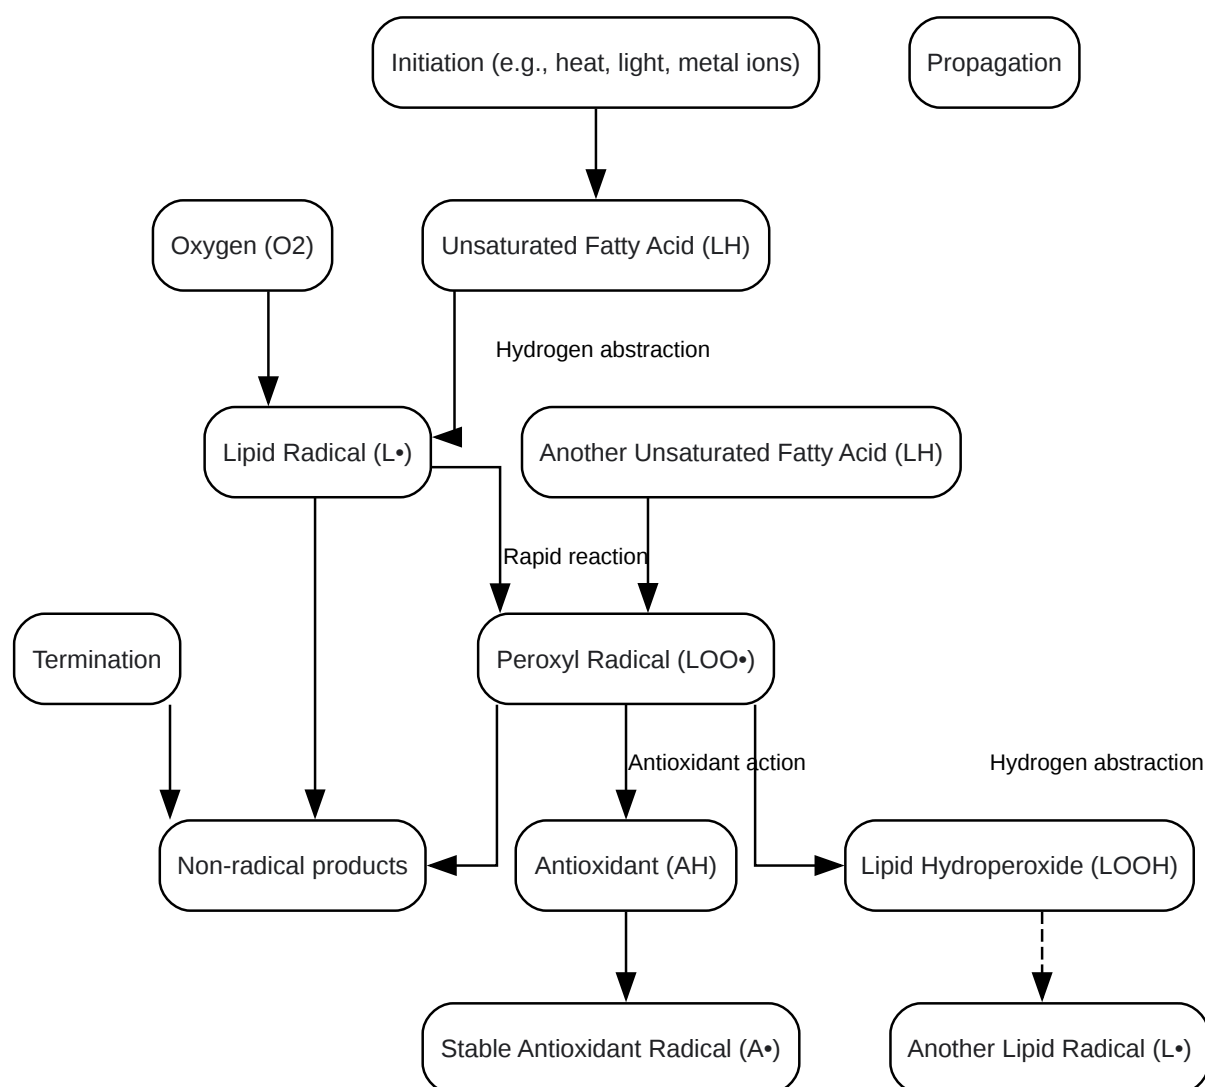 Initiation (e.g., heat, light, metal ions)
Propagation
Oxygen (O2)
Unsaturated Fatty Acid (LH)
Hydrogen abstraction
Lipid Radical (L•)
Another Unsaturated Fatty Acid (LH)
Rapid reaction
Termination
Peroxyl Radical (LOO•)
Antioxidant action
Hydrogen abstraction
Non-radical products
Antioxidant (AH)
Lipid Hydroperoxide (LOOH)
Stable Antioxidant Radical (A•)
Another Lipid Radical (L•)